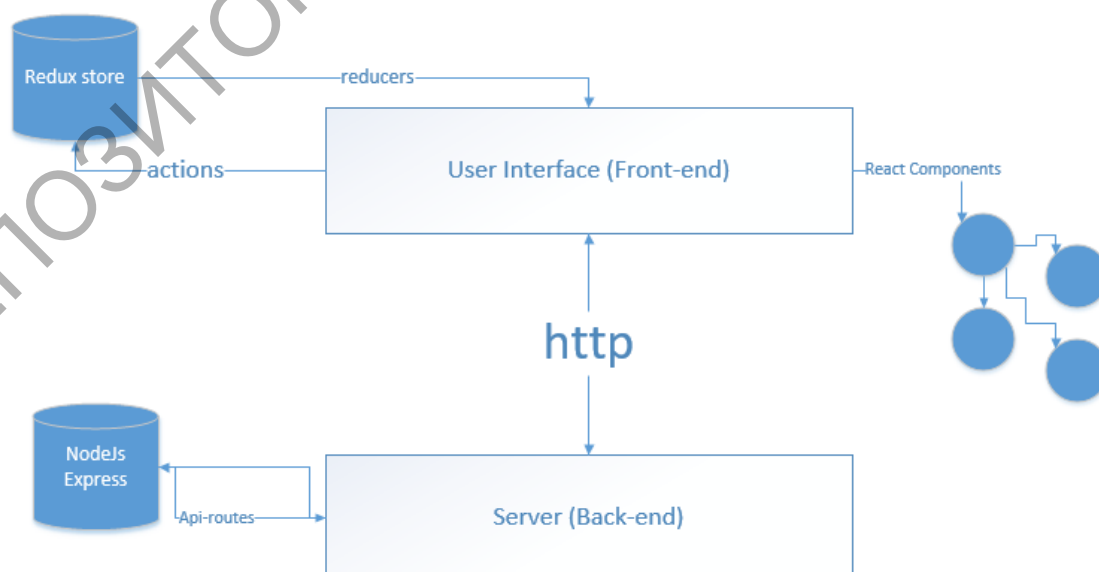 Redux store
reducers
actions
User Interface (Front-end)
React Components
http
NodeJs
Express
Api-routes
Server (Back-end)